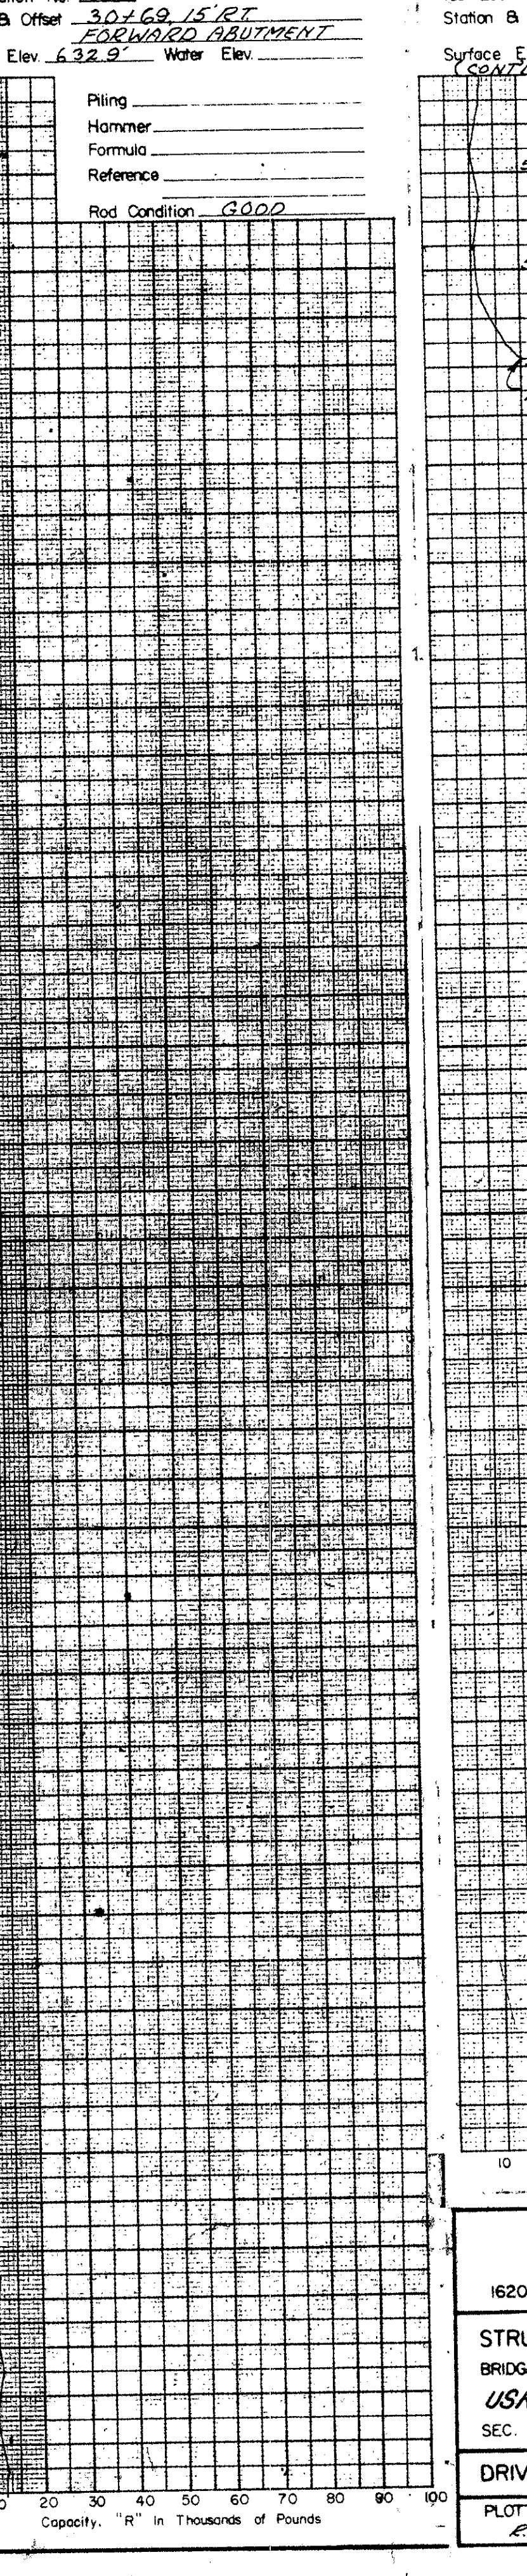 & Offset 30+69, 15' RT.
FORWARD ABUTMENT
Elev. 632.9' Water Elev.
Piling
Hammer
Formula
Reference
Rod Condition GOOD
20 30 40 50 60 70 80 90 100
Capacity, "R" In Thousands of Pounds
Station &
Surface E
(CONTI
10
1620
STRU
BRIDG
USA
SEC.
DRIV
PLOT